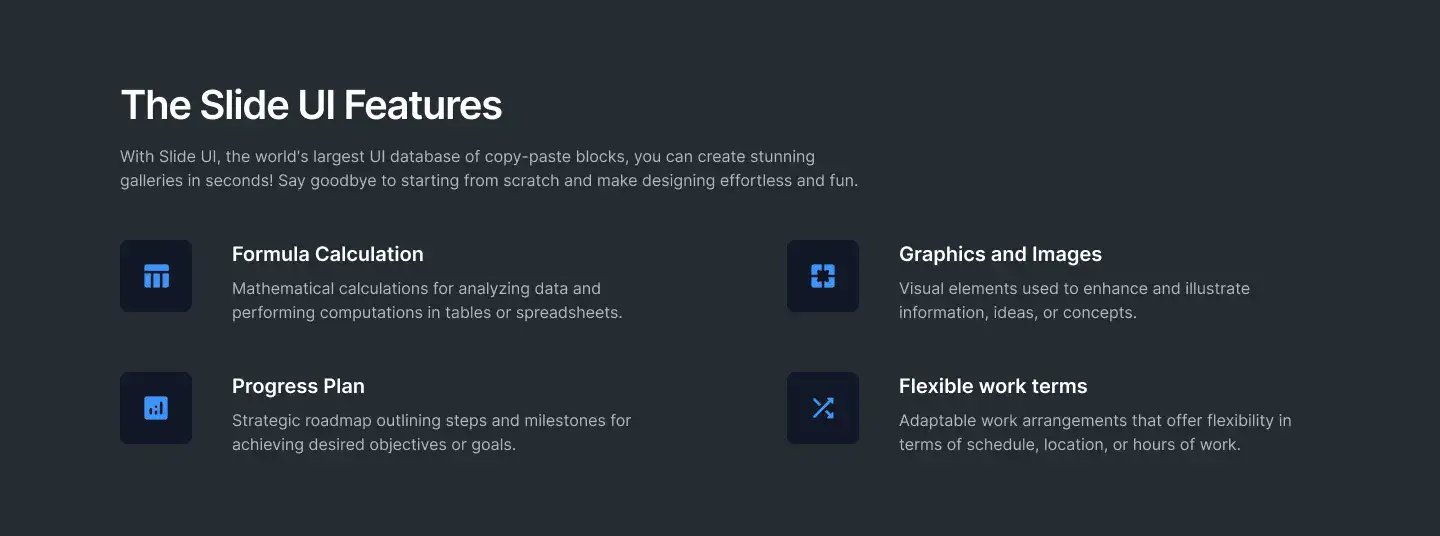 The Slide UI Features
With Slide UI, the world's largest UI database of copy-paste blocks, you can create stunning
galleries in seconds! Say goodbye to starting from scratch and make designing effortless and fun.
Formula Calculation
Mathematical calculations for analyzing data and
performing computations in tables or spreadsheets.
Graphics and Images
Visual elements used to enhance and illustrate
information, ideas, or concepts.
Progress Plan
Strategic roadmap outlining steps and milestones for
achieving desired objectives or goals.
Flexible work terms
Adaptable work arrangements that offer flexibility in
terms of schedule, location, or hours of work.